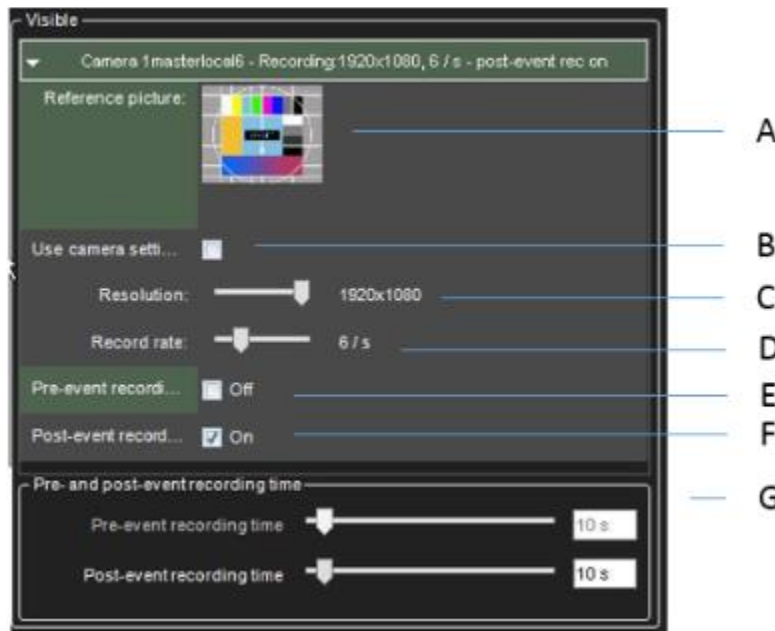 Visible
Camera 1masterlocal6 - Recording:1920x1080, 6 / s - post-event rec on
Reference picture:
A
Use camera setti...
B
Resolution:
1920x1080
C
Record rate:
6 / s
D
Pre-event recordi...
Off
E
Post-event record...
On
F
Pre- and post-event recording time
G
Pre-event recording time
10 s
Post-event recording time
10 s